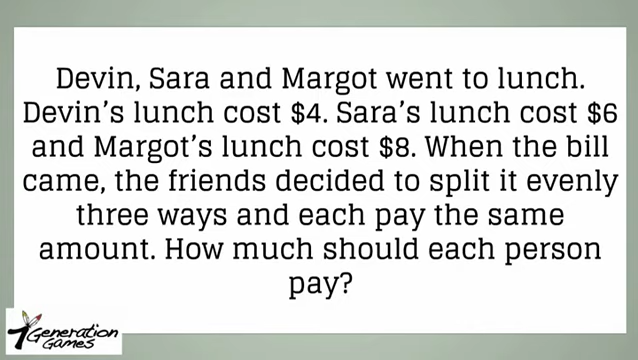 Devin, Sara and Margot went to lunch.
Devin's lunch cost $4. Sara's lunch cost $6
and Margot's lunch cost $8. When the bill
came, the friends decided to split it evenly
three ways and each pay the same
amount. How much should each person
pay?
7 Generation
Games